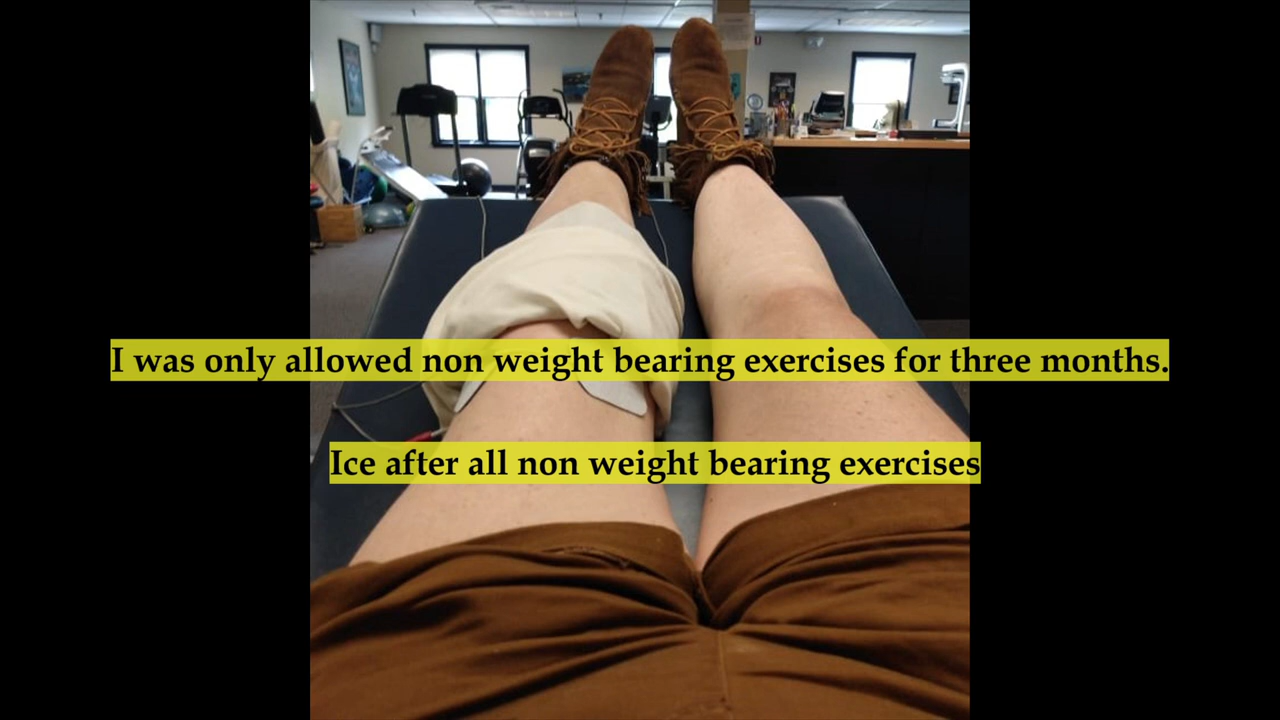 I was only allowed non weight bearing exercises for three months.
Ice after all non weight bearing exercises